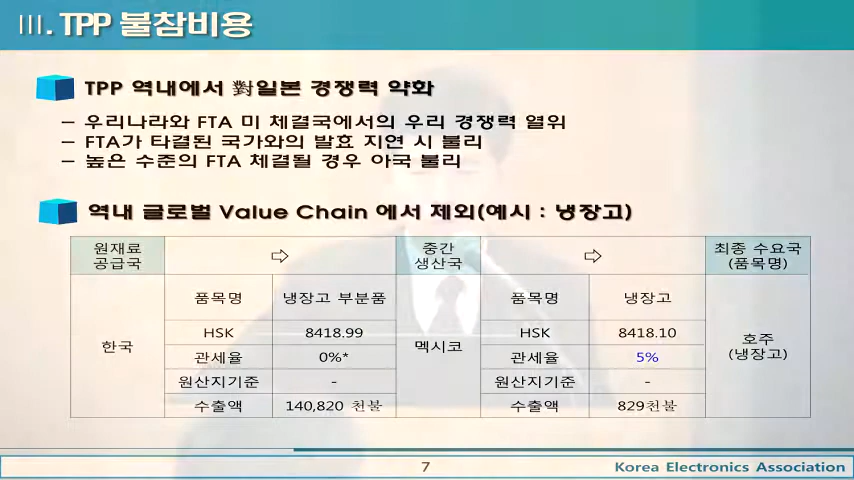 III. TPP 불참비용
TPP 역내에서 對일본 경쟁력 약화
– 우리나라와 FTA 미 체결국에서의 우리 경쟁력 열위
– FTA가 타결된 국가와의 발효 지연 시 불리
– 높은 수준의 FTA 체결될 경우 아국 불리
역내 글로벌 Value Chain 에서 제외(예시 : 냉장고)
원재료 ⇨ 중간 ⇨ 최종 수요국
공급국 생산국 (품목명)
품목명 냉장고 부분품 품목명 냉장고
HSK 8418.99 HSK 8418.10
한국 멕시코 호주
(냉장고)
관세율 0%* 관세율 5%
원산지기준 - 원산지기준 -
수출액 140,820 천불 수출액 829천불
7 Korea Electronics Association